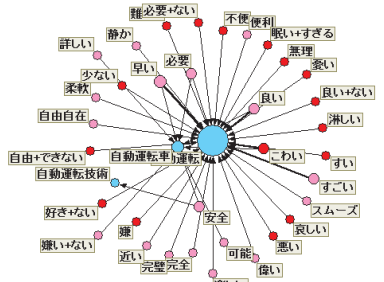 必要+ない
不便
便利
静か
眠い+すぎる
詳しい
必要
無理
早い
憂い
少ない
柔軟
良い
良い+ない
自由自在
淋しい
自動運転車
こわい
自由+できない
すい
自動運転技術
すごい
好き+ない
安全
スムーズ
嫌
哀しい
嫌い+ない
可能
悪い
近い
完璧
完全
偉い